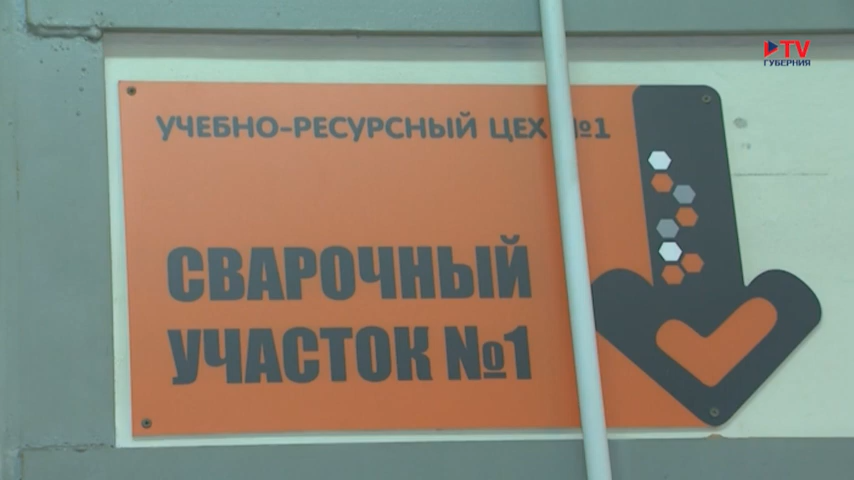 TV
ГУБЕРНИЯ
УЧЕБНО-РЕСУРСНЫЙ ЦЕХ №1
СВАРОЧНЫЙ
УЧАСТОК №1